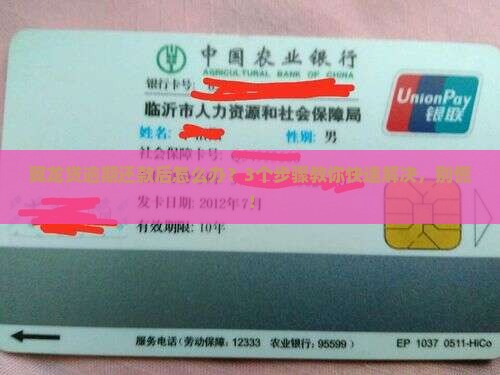 中国农业银行
AGRICULTURAL BANK OF CHINA
银行卡号:
UnionPay
银联
临沂市人力资源和社会保障局
姓名:
性别: 男
社会保障卡号:
发卡日期: 2012年7月
有效期限: 10年
服务电话(劳动保障: 12333 农业银行: 95599)
EP 1037 0511-HiCo